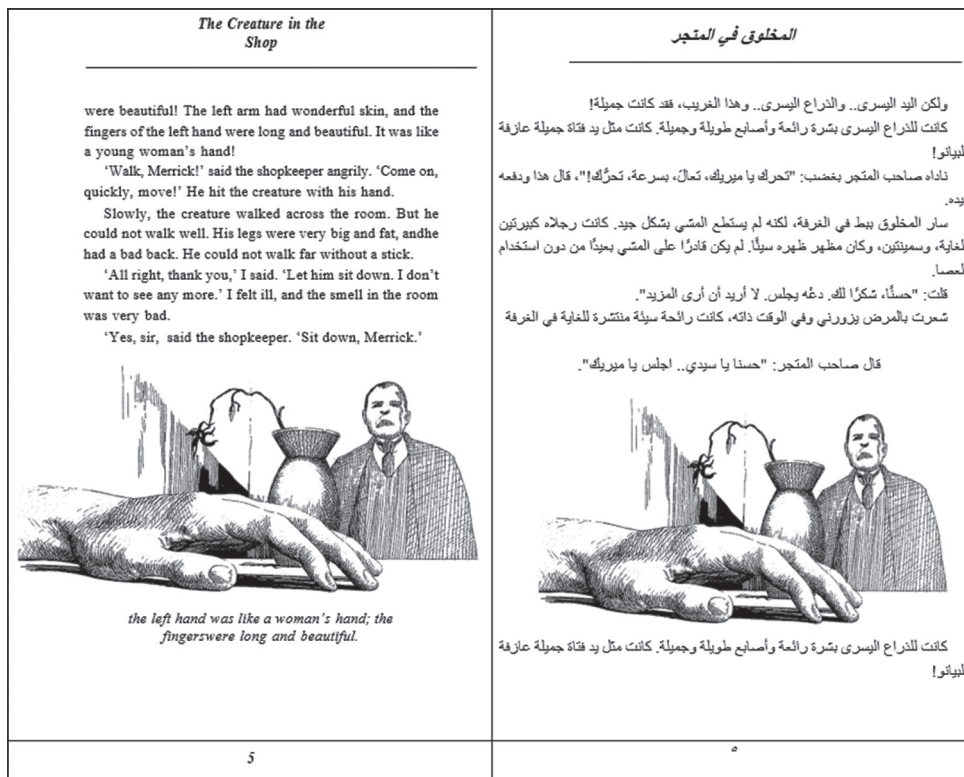 The Creature in the
Shop
were beautiful! The left arm had wonderful skin, and the
fingers of the left hand were long and beautiful. It was like
a young woman's hand!
'Walk, Merrick!' said the shopkeeper angrily. 'Come on,
quickly, move!' He hit the creature with his hand.
Slowly, the creature walked across the room. But he
could not walk well. His legs were very big and fat, andhe
had a bad back. He could not walk far without a stick.
'All right, thank you,' I said. 'Let him sit down. I don't
want to see any more.' I felt ill, and the smell in the room
was very bad.
'Yes, sir, said the shopkeeper. 'Sit down, Merrick.'
the left hand was like a woman's hand; the
fingerswere long and beautiful.
5
المخلوق في المتجر
ولكن اليد اليسرى.. والذراع اليسرى.. وهذا الغريب، فقد كانت جميلة!
كانت للذراع اليسرى بشرة رائعة وأصابع طويلة وجميلة. كانت مثل يد فتاة جميلة عازفة
لبيانو!
ناداه صاحب المتجر بغضب: "تحرك يا ميريك، تعالَ، بسرعة، تحرَّك!"، قال هذا ودفعه
يده.
سار المخلوق ببط في الغرفة، لكنه لم يستطع المشي بشكل جيد. كانت رجلاه كبيرتين
لغاية، وسمينتين، وكان مظهر ظهره سيئًا. لم يكن قادرًا على المشي بعيدًا من دون استخدام
لعصا.
قلت: "حسنًا، شكرًا لك. دعْه يجلس. لا أريد أن أرى المزيد".
شعرت بالمرض يزورني وفي الوقت ذاته، كانت رائحة سيئة منتشرة للغاية في الغرفة
قال صاحب المتجر: "حسنا يا سيدي.. اجلس يا ميريك".
كانت للذراع اليسرى بشرة رائعة وأصابع طويلة وجميلة. كانت مثل يد فتاة جميلة عازفة
لبيانو!
٥